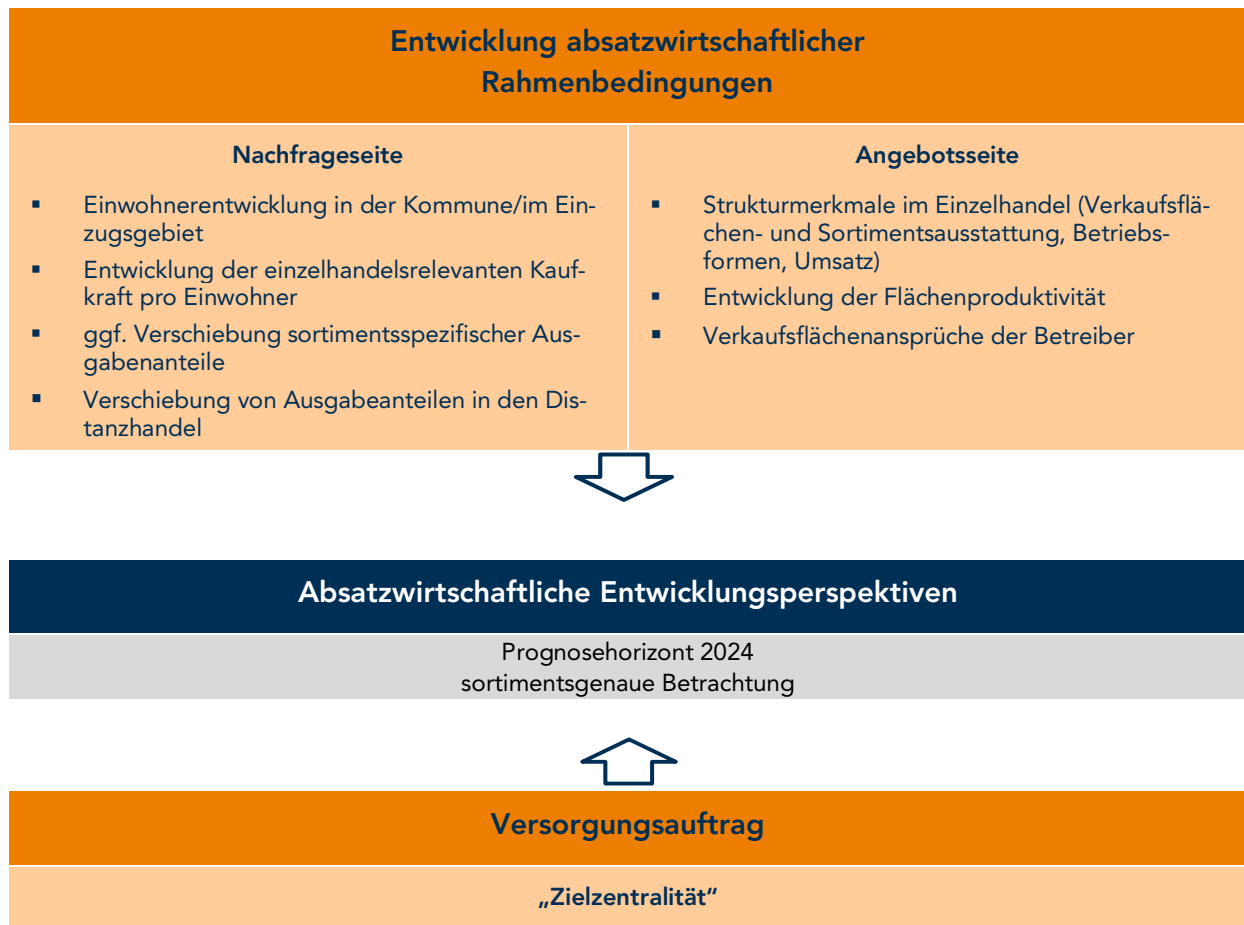 Entwicklung absatzwirtschaftlicher
Rahmenbedingungen
Nachfrageseite
▪ Einwohnerentwicklung in der Kommune/im Ein-
zugsgebiet
▪ Entwicklung der einzelhandelsrelevanten Kauf-
kraft pro Einwohner
▪ ggf. Verschiebung sortimentsspezifischer Aus-
gabenanteile
▪ Verschiebung von Ausgabeanteilen in den Dis-
tanzhandel
Angebotsseite
▪ Strukturmerkmale im Einzelhandel (Verkaufsflä-
chen- und Sortimentsausstattung, Betriebs-
formen, Umsatz)
▪ Entwicklung der Flächenproduktivität
▪ Verkaufsflächenansprüche der Betreiber
Absatzwirtschaftliche Entwicklungsperspektiven
Prognosehorizont 2024
sortimentsgenaue Betrachtung
Versorgungsauftrag
„Zielzentralität“